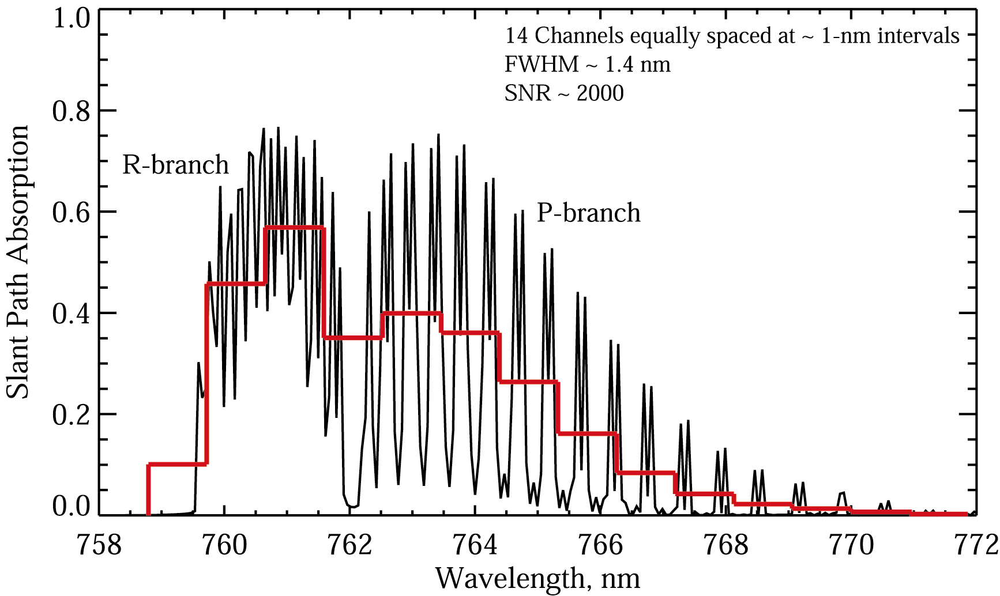 1.0
0.8
0.6
0.4
0.2
0.0
Slant Path Absorption
14 Channels equally spaced at ~ 1-nm intervals
FWHM ~ 1.4 nm
SNR ~ 2000
R-branch
P-branch
758 760 762 764 766 768 770 772
Wavelength, nm